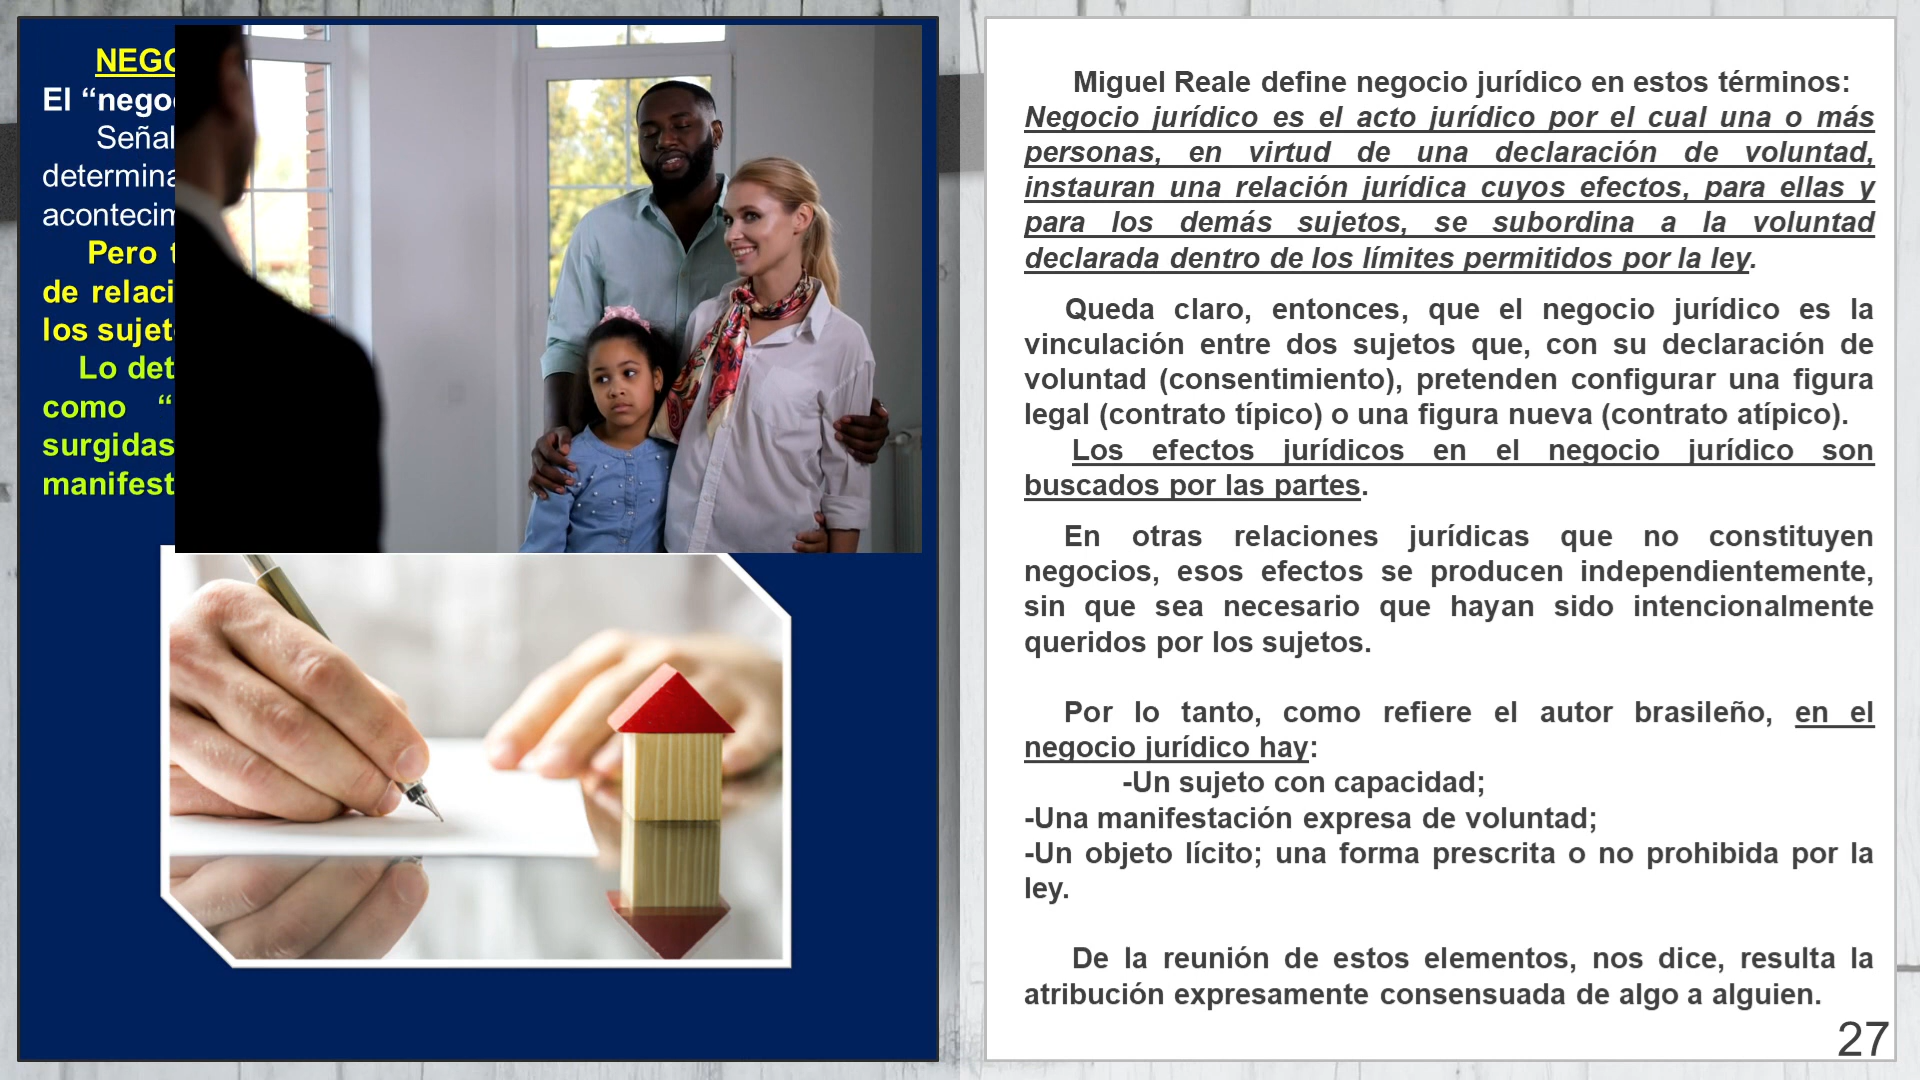 El “nego
Señal
Pero
de relaci
los sujet
Lo det
como “
surgidas
manifest
Miguel Reale define negocio jurídico en estos términos:
Negocio jurídico es el acto jurídico por el cual una o más
personas, en virtud de una declaración de voluntad,
instauran una relación jurídica cuyos efectos, para ellas y
para los demás sujetos, se subordina a la voluntad
declarada dentro de los límites permitidos por la ley.
Queda claro, entonces, que el negocio jurídico es la
vinculación entre dos sujetos que, con su declaración de
voluntad (consentimiento), pretenden configurar una figura
legal (contrato típico) o una figura nueva (contrato atípico).
Los efectos jurídicos en el negocio jurídico son
buscados por las partes.
En otras relaciones jurídicas que no constituyen
negocios, esos efectos se producen independientemente,
sin que sea necesario que hayan sido intencionalmente
queridos por los sujetos.
Por lo tanto, como refiere el autor brasileño, en el
negocio jurídico hay:
-Un sujeto con capacidad;
-Una manifestación expresa de voluntad;
-Un objeto lícito; una forma prescrita o no prohibida por la
ley.
De la reunión de estos elementos, nos dice, resulta la
atribución expresamente consensuada de algo a alguien.
27